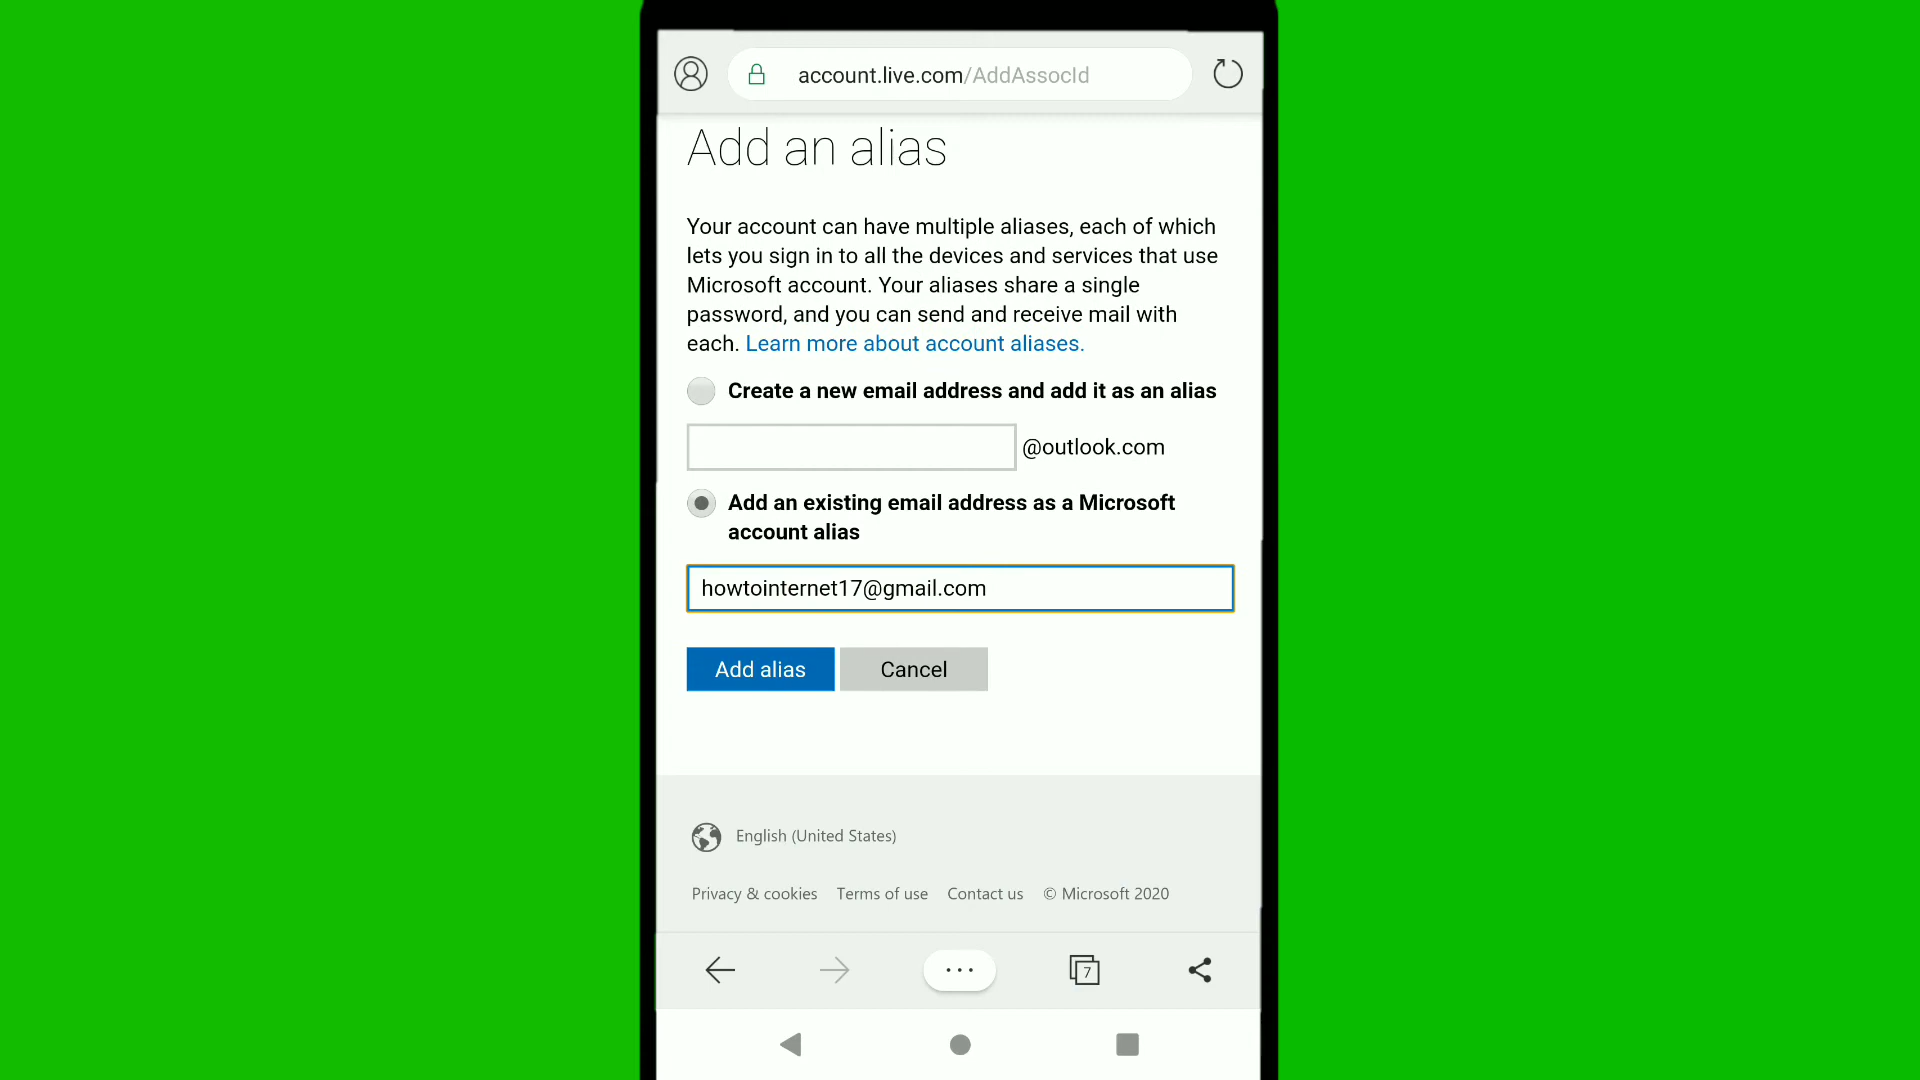 account.live.com/AddAssocId
Add an alias
Your account can have multiple aliases, each of which
lets you sign in to all the devices and services that use
Microsoft account. Your aliases share a single
password, and you can send and receive mail with
each. Learn more about account aliases.
Create a new email address and add it as an alias
@outlook.com
Add an existing email address as a Microsoft
account alias
howtointernet17@gmail.com
Add alias Cancel
English (United States)
Privacy & cookies Terms of use Contact us © Microsoft 2020
7